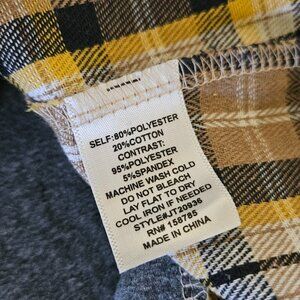 SELF:80%POLYESTER
20%COTTON
CONTRAST:
95%POLYESTER
5%SPANDEX
MACHINE WASH COLD
DO NOT BLEACH
LAY FLAT TO DRY
COOL IRON IF NEEDED
STYLE#JT20936
RN# 158785
MADE IN CHINA